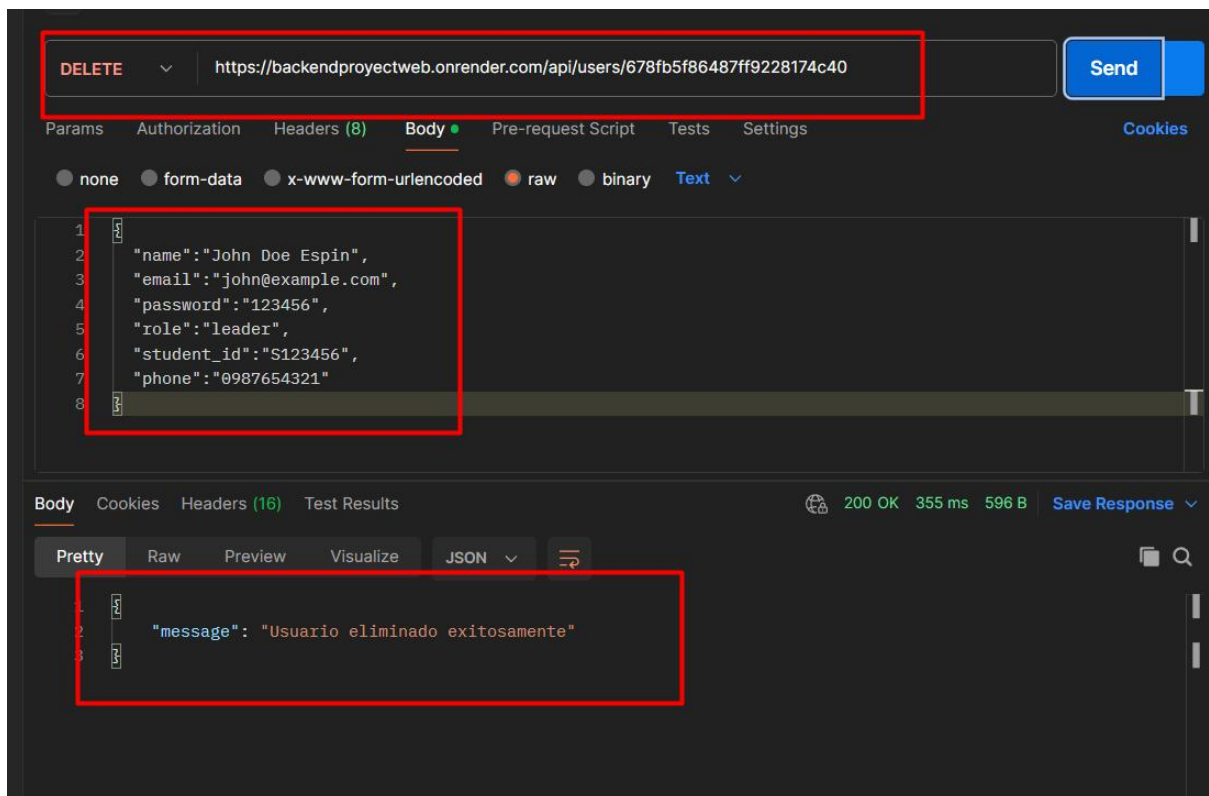 DELETE https://backendproyectweb.onrender.com/api/users/678fb5f86487ff9228174c40 Send
Params Authorization Headers (8) Body Pre-request Script Tests Settings Cookies
none form-data x-www-form-urlencoded raw binary Text
1 {
2 "name":"John Doe Espin",
3 "email":"john@example.com",
4 "password":"123456",
5 "role":"leader",
6 "student_id":"S123456",
7 "phone":"0987654321"
8 }
Body Cookies Headers (16) Test Results 200 OK 355 ms 596 B Save Response
Pretty Raw Preview Visualize JSON
1 {
2 "message": "Usuario eliminado exitosamente"
3 }